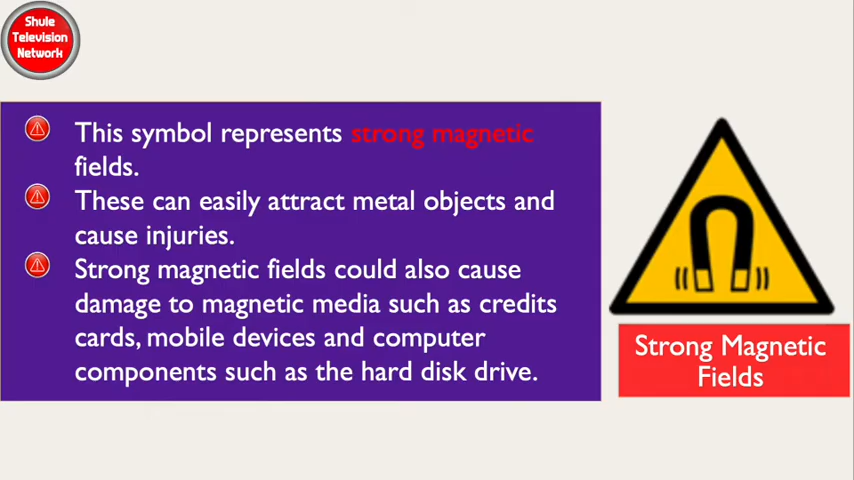 Shule
Television
Network
This symbol represents strong magnetic
fields.
These can easily attract metal objects and
cause injuries.
Strong magnetic fields could also cause
damage to magnetic media such as credits
cards, mobile devices and computer
components such as the hard disk drive.
Strong Magnetic
Fields